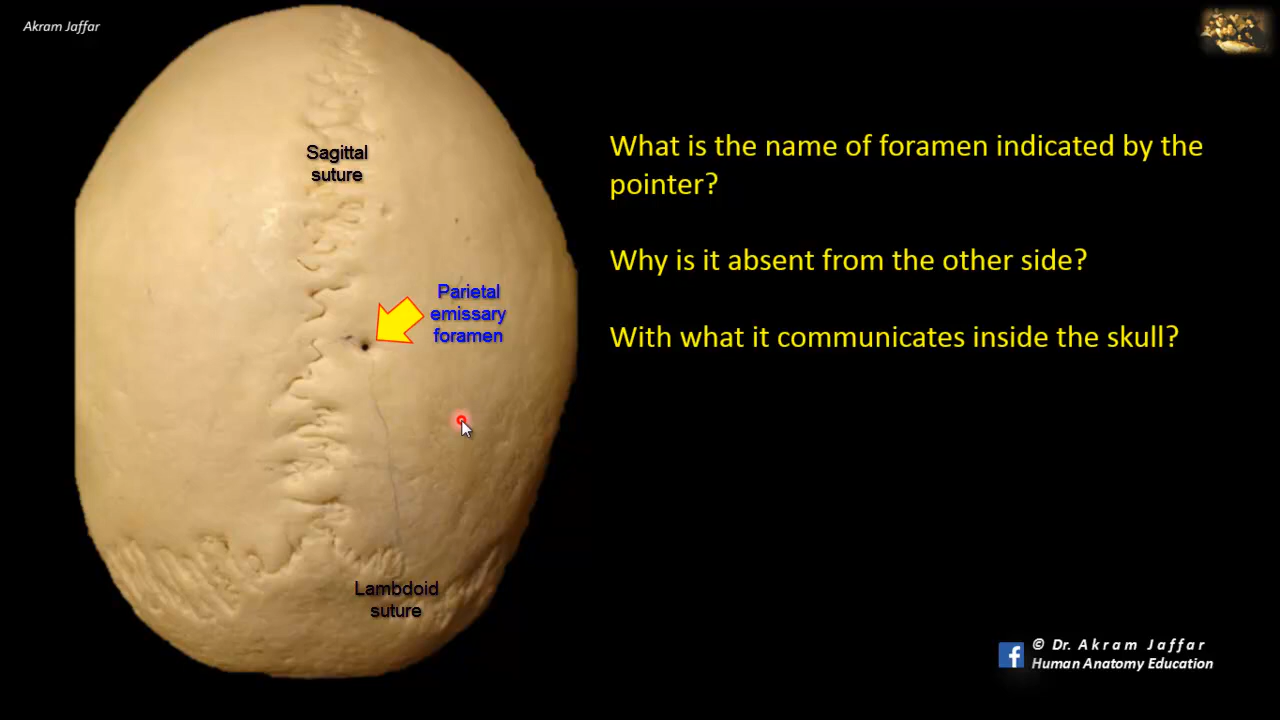 Akram Jaffar
Sagittal
suture
Parietal
emissary
foramen
Lambdoid
suture
What is the name of foramen indicated by the
pointer?
Why is it absent from the other side?
With what it communicates inside the skull?
f
© Dr. Akram Jaffar
Human Anatomy Education